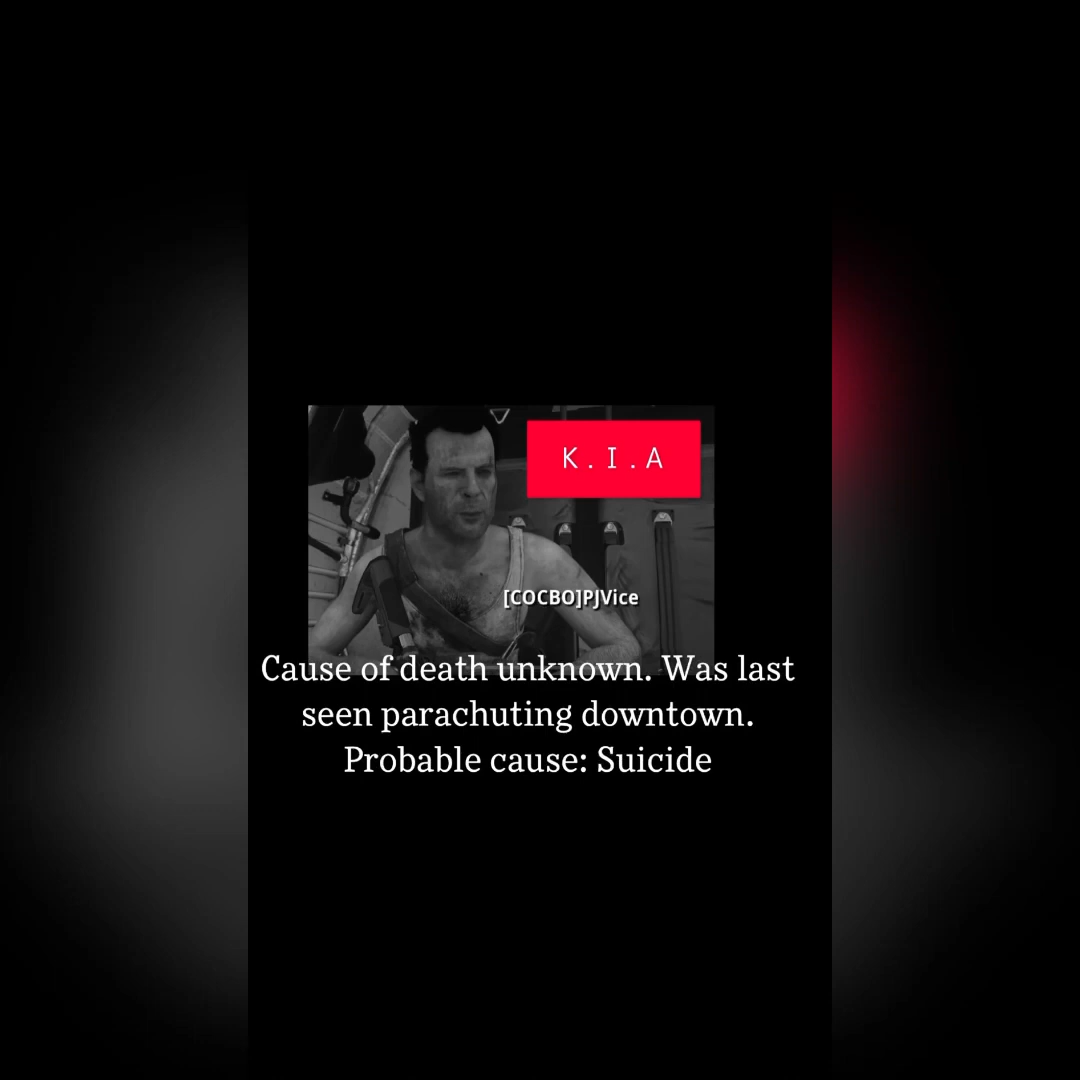 K.I.A
[COCBO]PJVice
Cause of death unknown. Was last
seen parachuting downtown.
Probable cause: Suicide